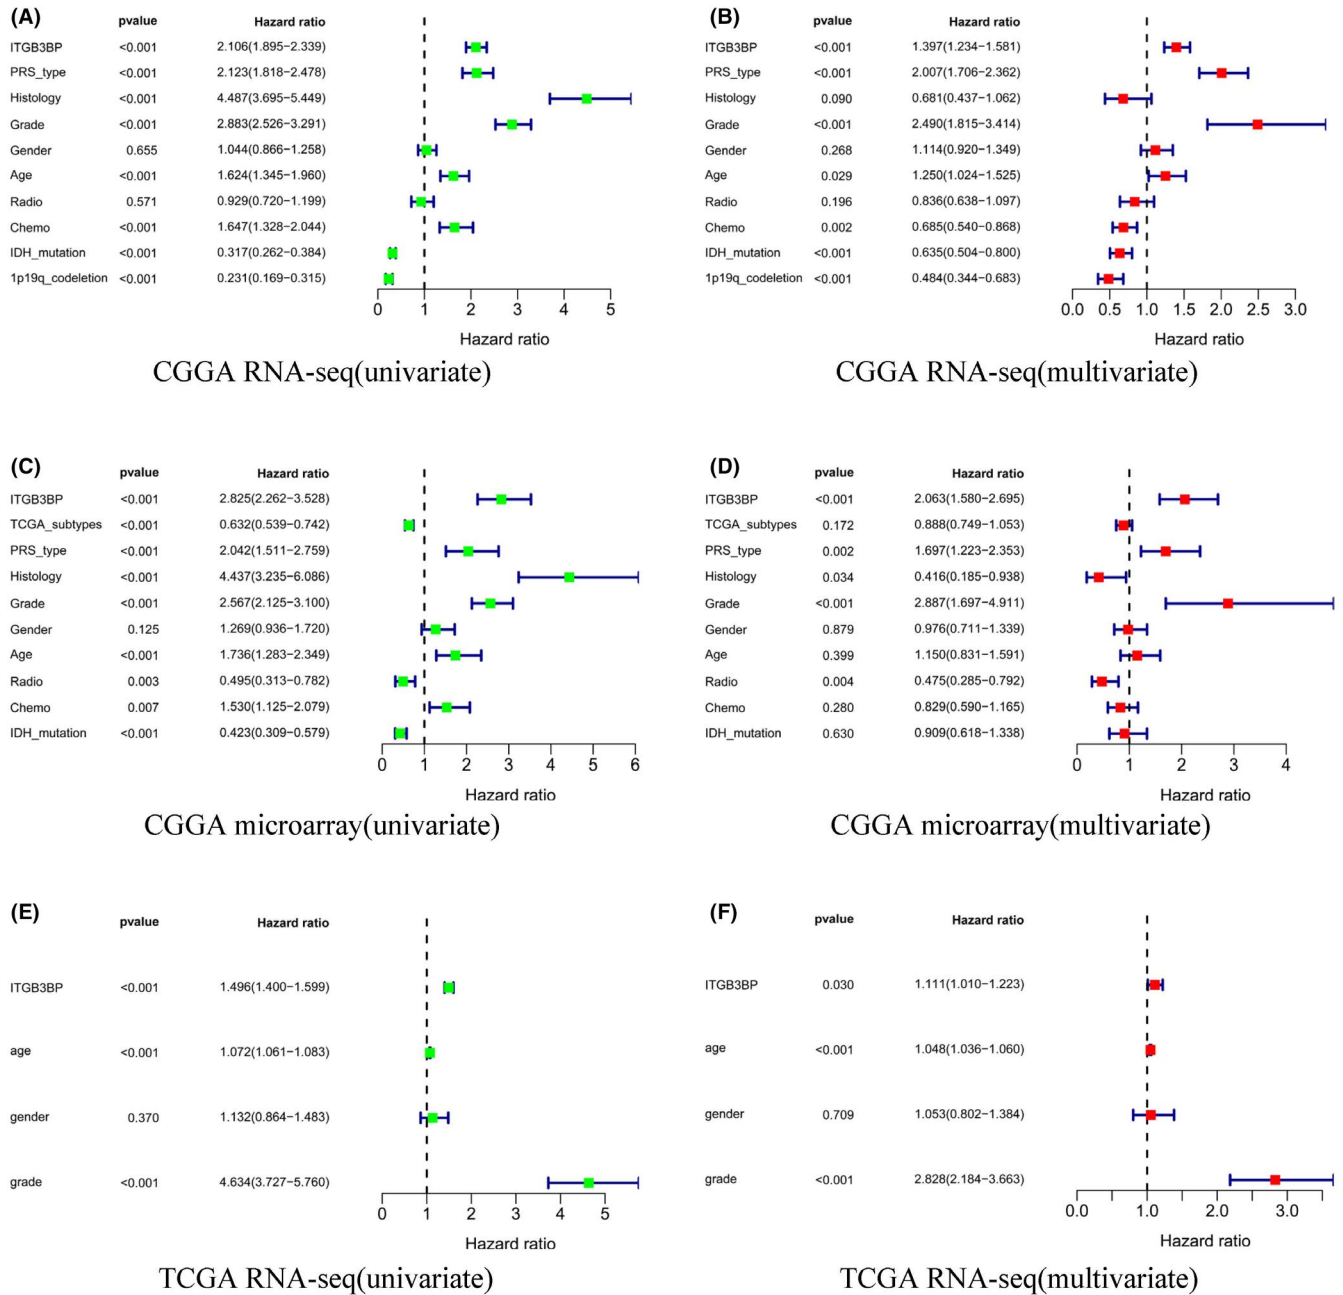 (A)
pvalue Hazard ratio
ITGB3BP <0.001 2.106(1.895−2.339)
PRS_type <0.001 2.123(1.818−2.478)
Histology <0.001 4.487(3.695−5.449)
Grade <0.001 2.883(2.526−3.291)
Gender 0.655 1.044(0.866−1.258)
Age <0.001 1.624(1.345−1.960)
Radio 0.571 0.929(0.720−1.199)
Chemo <0.001 1.647(1.328−2.044)
IDH_mutation <0.001 0.317(0.262−0.384)
1p19q_codeletion <0.001 0.231(0.169−0.315)
0 1 2 3 4 5
Hazard ratio
CGGA RNA-seq(univariate)
(B)
pvalue Hazard ratio
ITGB3BP <0.001 1.397(1.234−1.581)
PRS_type <0.001 2.007(1.706−2.362)
Histology 0.090 0.681(0.437−1.062)
Grade <0.001 2.490(1.815−3.414)
Gender 0.268 1.114(0.920−1.349)
Age 0.029 1.250(1.024−1.525)
Radio 0.196 0.836(0.638−1.097)
Chemo 0.002 0.685(0.540−0.868)
IDH_mutation <0.001 0.635(0.504−0.800)
1p19q_codeletion <0.001 0.484(0.344−0.683)
0.0 0.5 1.0 1.5 2.0 2.5 3.0
Hazard ratio
CGGA RNA-seq(multivariate)
(C)
pvalue Hazard ratio
ITGB3BP <0.001 2.825(2.262−3.528)
TCGA_subtypes <0.001 0.632(0.539−0.742)
PRS_type <0.001 2.042(1.511−2.759)
Histology <0.001 4.437(3.235−6.086)
Grade <0.001 2.567(2.125−3.100)
Gender 0.125 1.269(0.936−1.720)
Age <0.001 1.736(1.283−2.349)
Radio 0.003 0.495(0.313−0.782)
Chemo 0.007 1.530(1.125−2.079)
IDH_mutation <0.001 0.423(0.309−0.579)
0 1 2 3 4 5 6
Hazard ratio
CGGA microarray(univariate)
(D)
pvalue Hazard ratio
ITGB3BP <0.001 2.063(1.580−2.695)
TCGA_subtypes 0.172 0.888(0.749−1.053)
PRS_type 0.002 1.697(1.223−2.353)
Histology 0.034 0.416(0.185−0.938)
Grade <0.001 2.887(1.697−4.911)
Gender 0.879 0.976(0.711−1.339)
Age 0.399 1.150(0.831−1.591)
Radio 0.004 0.475(0.285−0.792)
Chemo 0.280 0.829(0.590−1.165)
IDH_mutation 0.630 0.909(0.618−1.338)
0 1 2 3 4
Hazard ratio
CGGA microarray(multivariate)
(E)
pvalue Hazard ratio
ITGB3BP <0.001 1.496(1.400−1.599)
age <0.001 1.072(1.061−1.083)
gender 0.370 1.132(0.864−1.483)
grade <0.001 4.634(3.727−5.760)
0 1 2 3 4 5
Hazard ratio
TCGA RNA-seq(univariate)
(F)
pvalue Hazard ratio
ITGB3BP 0.030 1.111(1.010−1.223)
age <0.001 1.048(1.036−1.060)
gender 0.709 1.053(0.802−1.384)
grade <0.001 2.828(2.184−3.663)
0.0 1.0 2.0 3.0
Hazard ratio
TCGA RNA-seq(multivariate)